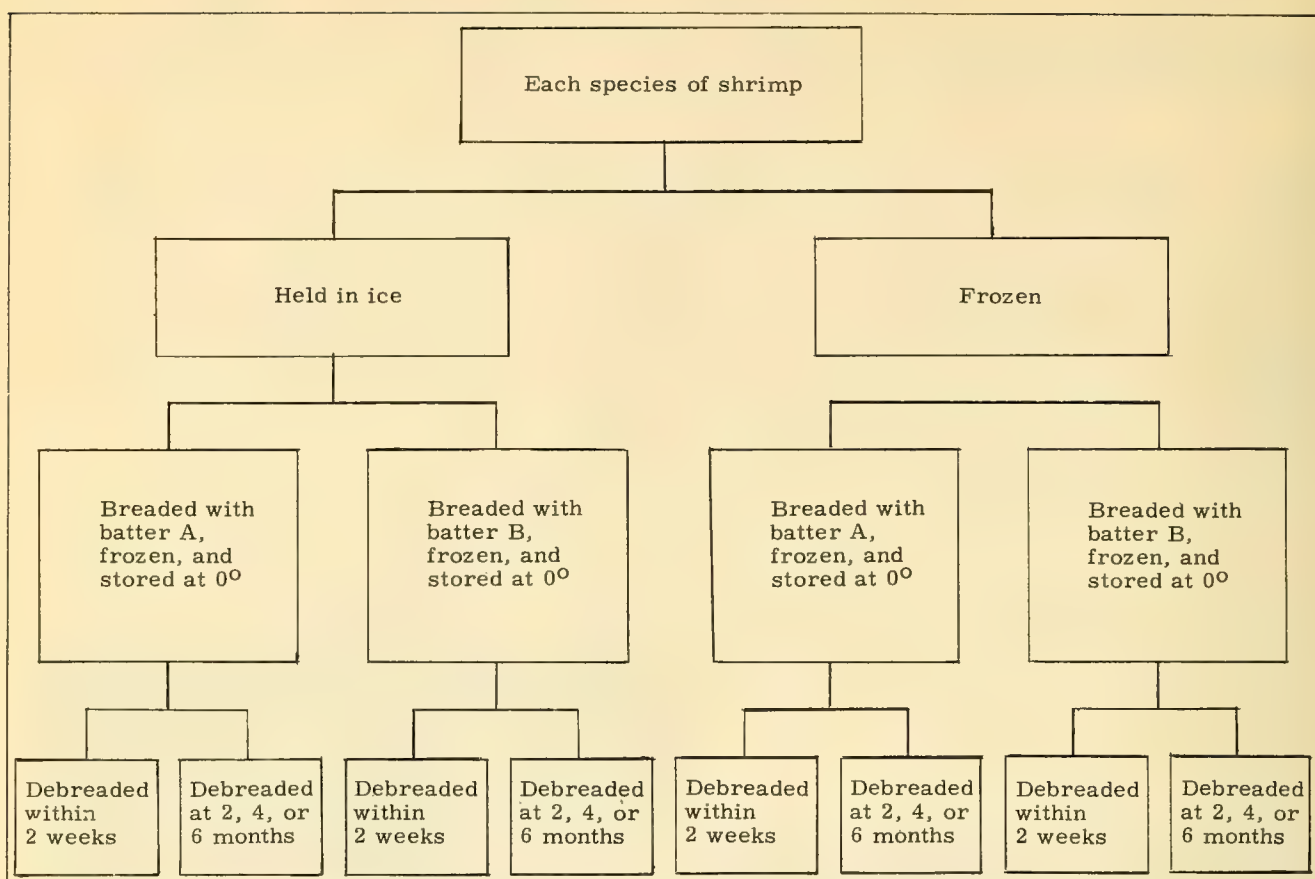 Each species of shrimp
Held in ice
Frozen
Breaded with
batter A,
frozen, and
stored at 0°
Breaded with
batter B,
frozen, and
stored at 0°
Breaded with
batter A,
frozen, and
stored at 0°
Breaded with
batter B,
frozen, and
stored at 0°
Debreaded
within
2 weeks
Debreaded
at 2, 4, or
6 months
Debreaded
within
2 weeks
Debreaded
at 2, 4, or
6 months
Debreaded
within
2 weeks
Debreaded
at 2, 4, or
6 months
Debreaded
within
2 weeks
Debreaded
at 2, 4, or
6 months